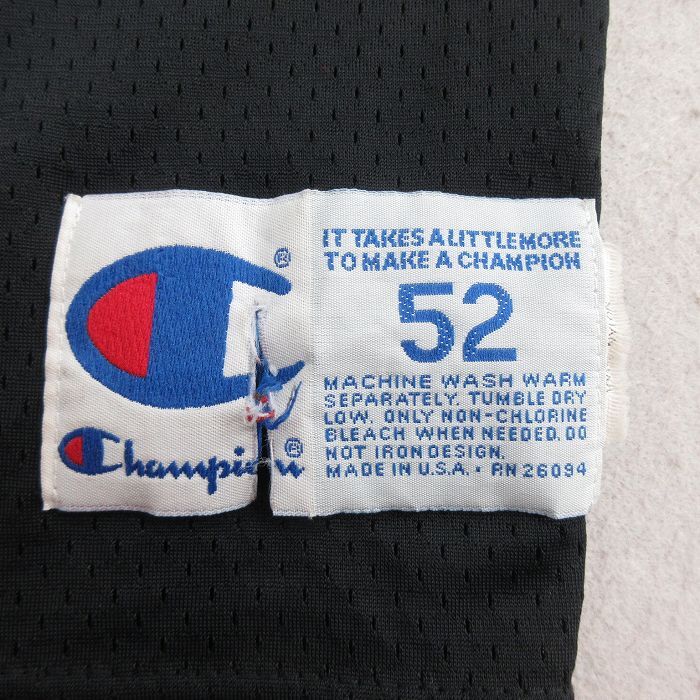 ®
Champion®
IT TAKES A LITTLE MORE
TO MAKE A CHAMPION
52
MACHINE WASH WARM
SEPARATELY. TUMBLE DRY
LOW. ONLY NON-CHLORINE
BLEACH WHEN NEEDED. DO
NOT IRON DESIGN.
MADE IN U.S.A. • RN 26094